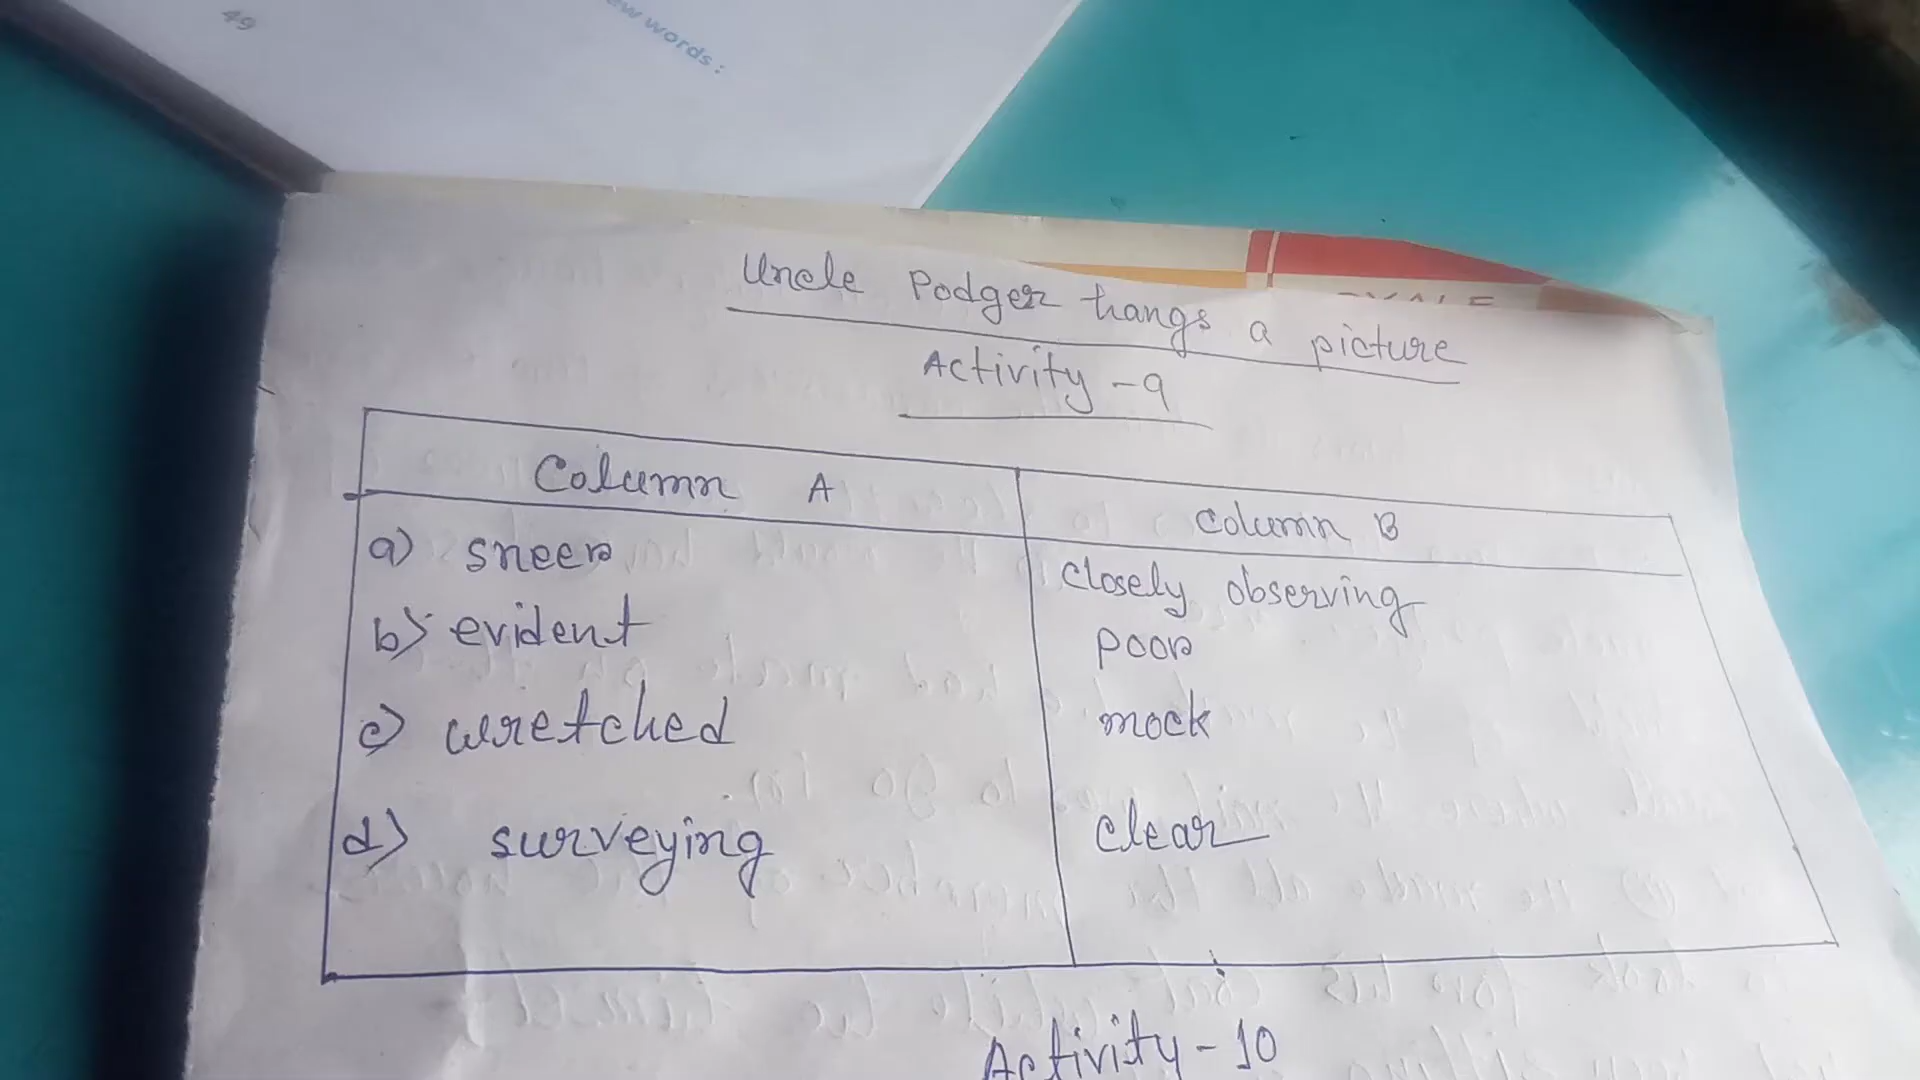 49
words:
Uncle Podger hangs a picture
Activity - 9
Column A
Column B
a) sneer
closely observing
b) evident
poor
c) wretched
mock
d) surveying
clear
Activity - 10